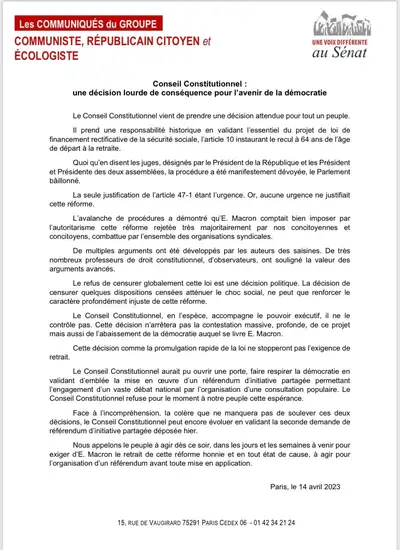 Les COMMUNIQUÉS du GROUPE
COMMUNISTE, RÉPUBLICAIN CITOYEN et
ÉCOLOGISTE
UNE VOIX DIFFÉRENTE
au Sénat
Conseil Constitutionnel :
une décision lourde de conséquence pour l'avenir de la démocratie
Le Conseil Constitutionnel vient de prendre une décision attendue pour tout un peuple.
Il prend une responsabilité historique en validant l'essentiel du projet de loi de
financement rectificative de la sécurité sociale, l'article 10 instaurant le recul à 64 ans de l'âge
de départ à la retraite.
Quoi qu'en disent les juges, désignés par le Président de la République et les Président
et Présidente des deux assemblées, la procédure a été manifestement dévoyée, le Parlement
bâillonné.
La seule justification de l'article 47-1 étant l'urgence. Or, aucune urgence ne justifiait
cette réforme.
L'avalanche de procédures a démontré qu'E. Macron comptait bien imposer par
l'autoritarisme cette réforme rejetée très majoritairement par nos concitoyennes et
concitoyens, combattue par l'ensemble des organisations syndicales.
De multiples arguments ont été développés par les auteurs des saisines. De très
nombreux professeurs de droit constitutionnel, d'observateurs, ont souligné la valeur des
arguments avancés.
Le refus de censurer globalement cette loi est une décision politique. La décision de
censurer quelques dispositions censées atténuer le choc social, ne peut que renforcer le
caractère profondément injuste de cette réforme.
Le Conseil Constitutionnel, en l'espèce, accompagne le pouvoir exécutif, il ne le
contrôle pas. Cette décision n'arrêtera pas la contestation massive, profonde, de ce projet
mais aussi de l'abaissement de la démocratie auquel se livre E. Macron.
Cette décision comme la promulgation rapide de la loi ne stopperont pas l'exigence de
retrait.
Le Conseil Constitutionnel aurait pu ouvrir une porte, faire respirer la démocratie en
validant d'emblée la mise en œuvre d'un référendum d'initiative partagée permettant
l'engagement d'un vaste débat national par l'organisation d'une consultation populaire. Le
Conseil Constitutionnel refuse pour le moment à notre peuple cette espérance.
Face à l'incompréhension, la colère que ne manquera pas de soulever ces deux
décisions, le Conseil Constitutionnel peut encore évoluer en validant la seconde demande de
référendum d'initiative partagée déposée hier.
Nous appelons le peuple à agir dès ce soir, dans les jours et les semaines à venir pour
exiger d'E. Macron le retrait de cette réforme honnie et en tout état de cause, à agir pour
l'organisation d'un référendum avant toute mise en application.
Paris, le 14 avril 2023
15, RUE DE VAUGIRARD 75291 PARIS CEDEX 06 - 01 42 34 21 24